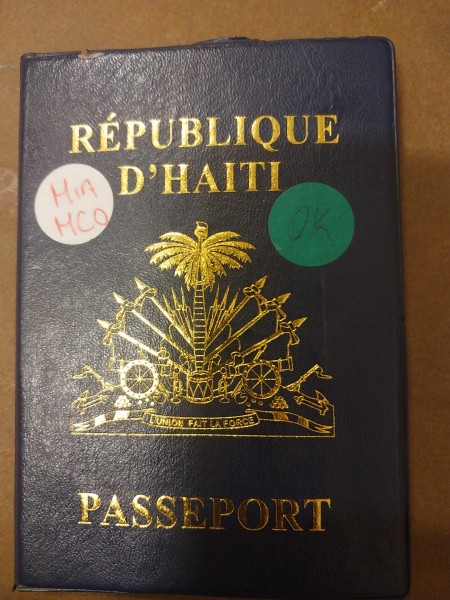 RÉPUBLIQUE
D'HAITI
MIA
MCO
OK
L'UNION FAIT LA FORCE
PASSEPORT